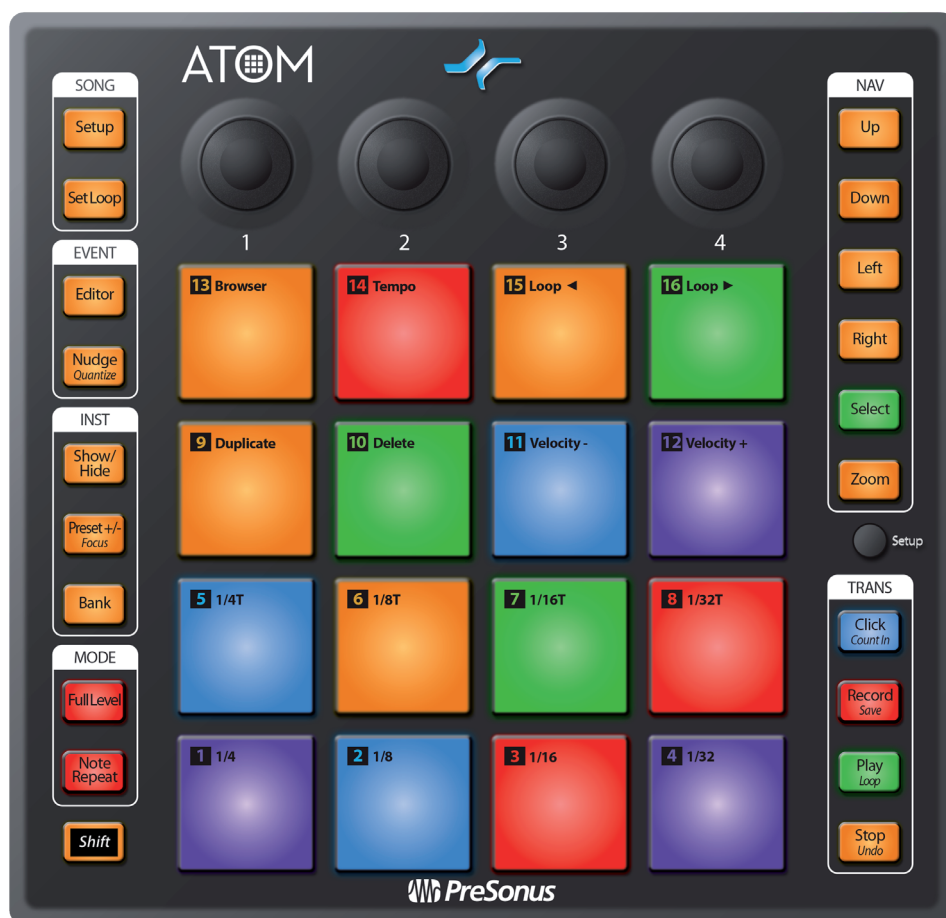 ATOM
SONG
Setup
Set Loop
EVENT
Editor
Nudge
Quantize
INST
Show/
Hide
Preset +/-
Focus
Bank
MODE
Full Level
Note
Repeat
Shift
1
2
3
4
13 Browser
14 Tempo
15 Loop ◄
16 Loop ►
9 Duplicate
10 Delete
11 Velocity -
12 Velocity +
5 1/4T
6 1/8T
7 1/16T
8 1/32T
1 1/4
2 1/8
3 1/16
4 1/32
PreSonus
NAV
Up
Down
Left
Right
Select
Zoom
Setup
TRANS
Click
Count In
Record
Save
Play
Loop
Stop
Undo